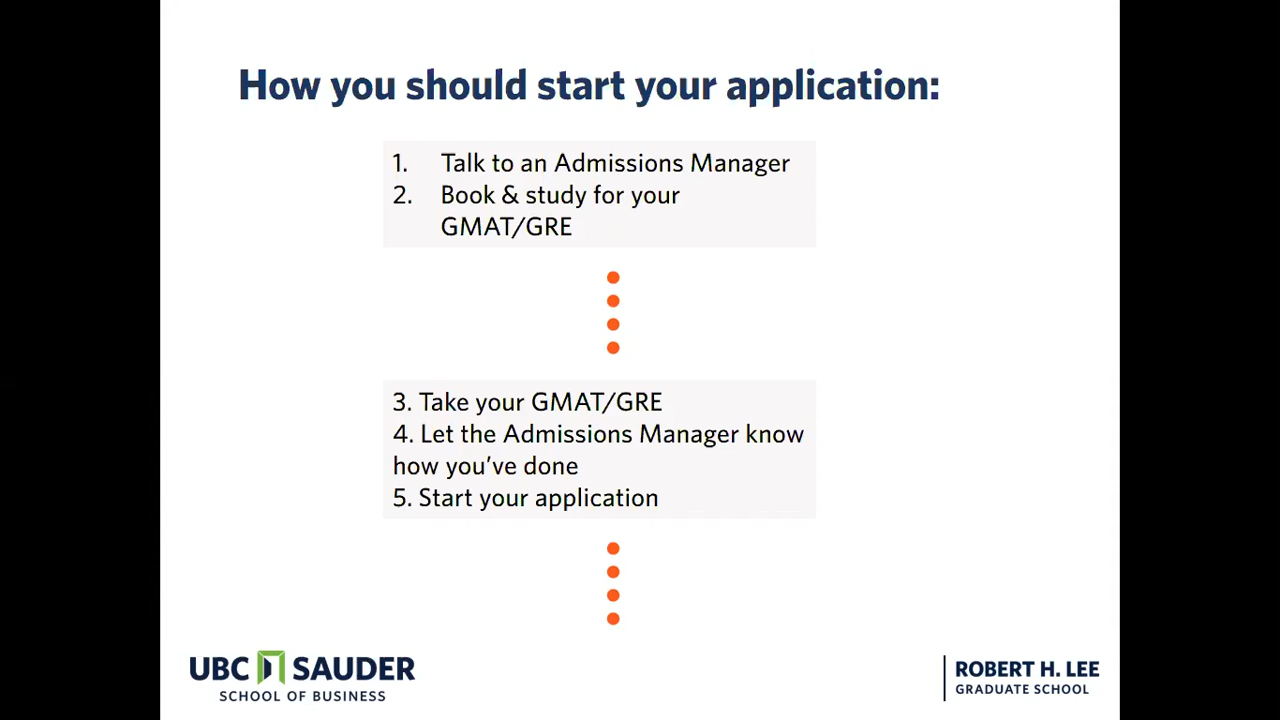 How you should start your application:
1. Talk to an Admissions Manager
2. Book & study for your
GMAT/GRE
3. Take your GMAT/GRE
4. Let the Admissions Manager know
how you've done
5. Start your application
UBC SAUDER
SCHOOL OF BUSINESS
ROBERT H. LEE
GRADUATE SCHOOL